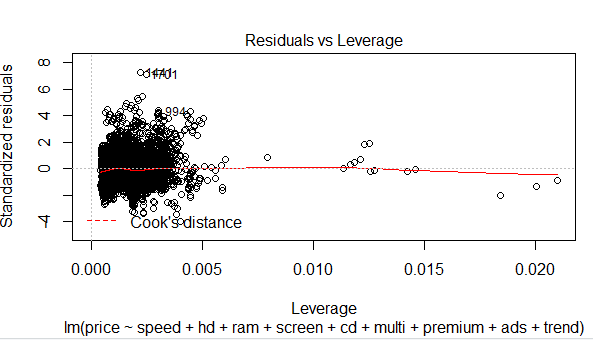 Residuals vs Leverage
Standardized residuals
8
6
4
2
0
-4
1441
1701
994
Cook's distance
0.000 0.005 0.010 0.015 0.020
Leverage
lm(price ~ speed + hd + ram + screen + cd + multi + premium + ads + trend)